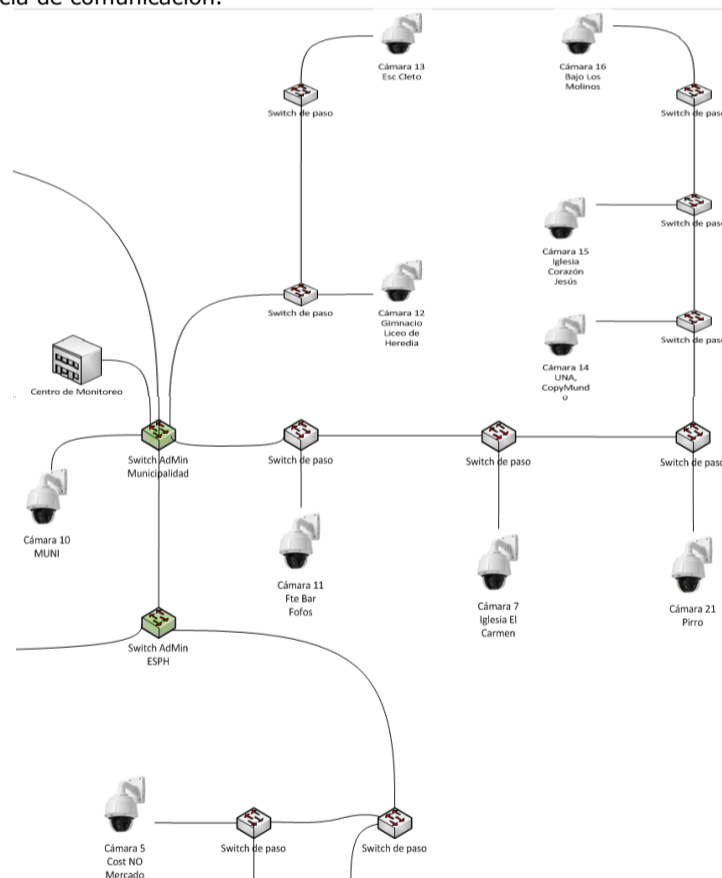 cia de comunicación.
Cámara 13
Esc Cleto
Cámara 16
Bajo Los
Molinos
Switch de paso
Switch de paso
Switch de paso
Cámara 15
Iglesia
Corazón
Jesús
Switch de paso
Cámara 12
Gimnacio
Liceo de
Heredia
Switch de paso
Cámara 14
UNA,
CopyMund
o
Centro de Monitoreo
Switch AdMin
Municipalidad
Switch de paso
Switch de paso
Switch de paso
Cámara 10
MUNI
Cámara 11
Fte Bar
Fofos
Cámara 7
Iglesia El
Carmen
Cámara 21
Pirro
Switch AdMin
ESPH
Cámara 5
Cost NO
Mercado
Switch de paso
Switch de paso